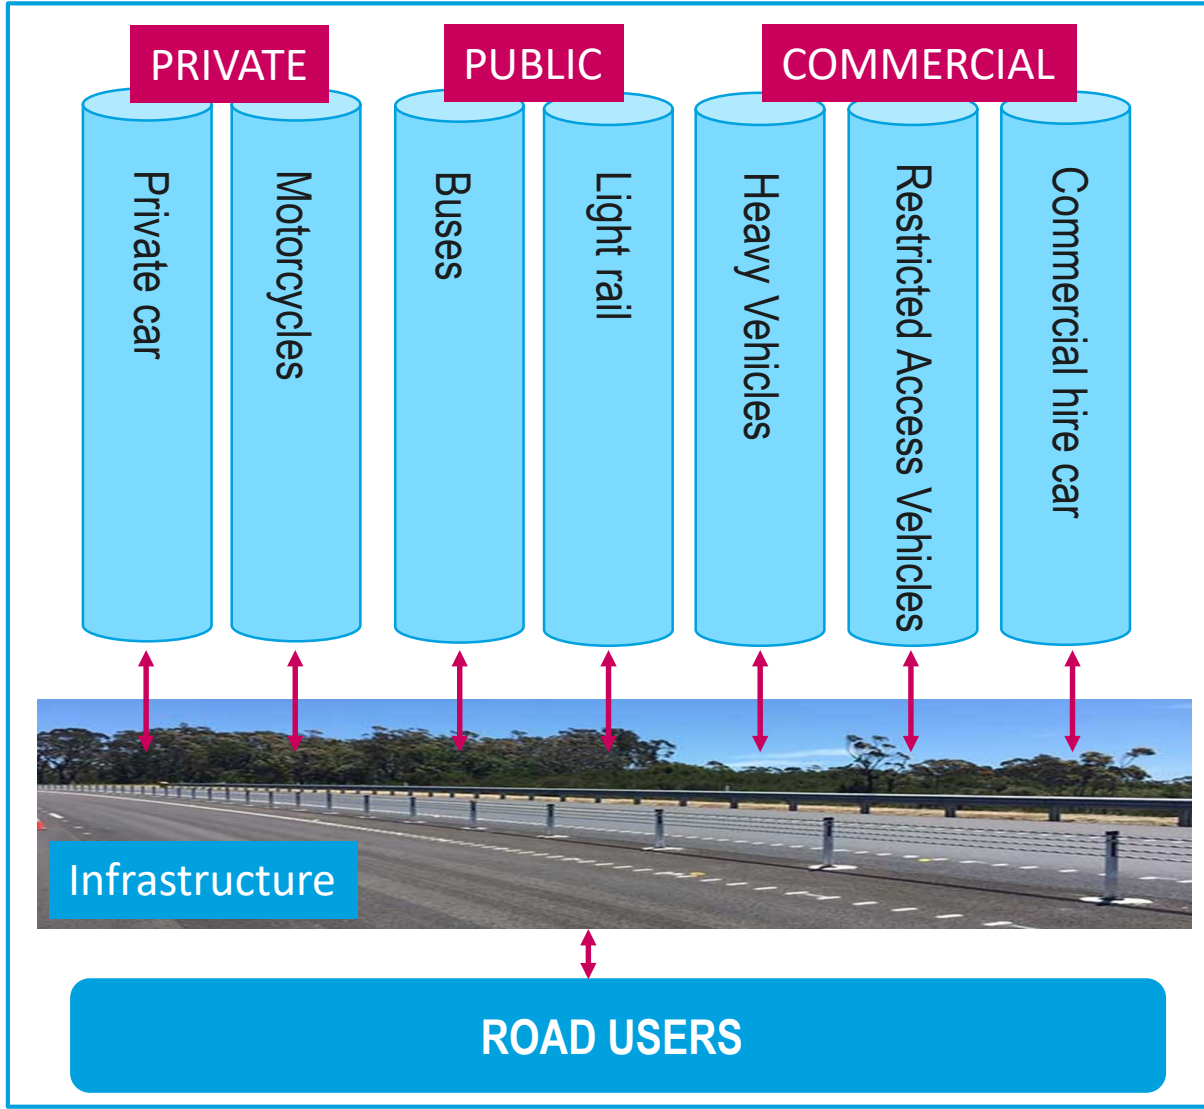 PRIVATE
PUBLIC
COMMERCIAL
Private car
Motorcycles
Buses
Light rail
Heavy Vehicles
Restricted Access Vehicles
Commercial hire car
Infrastructure
ROAD USERS